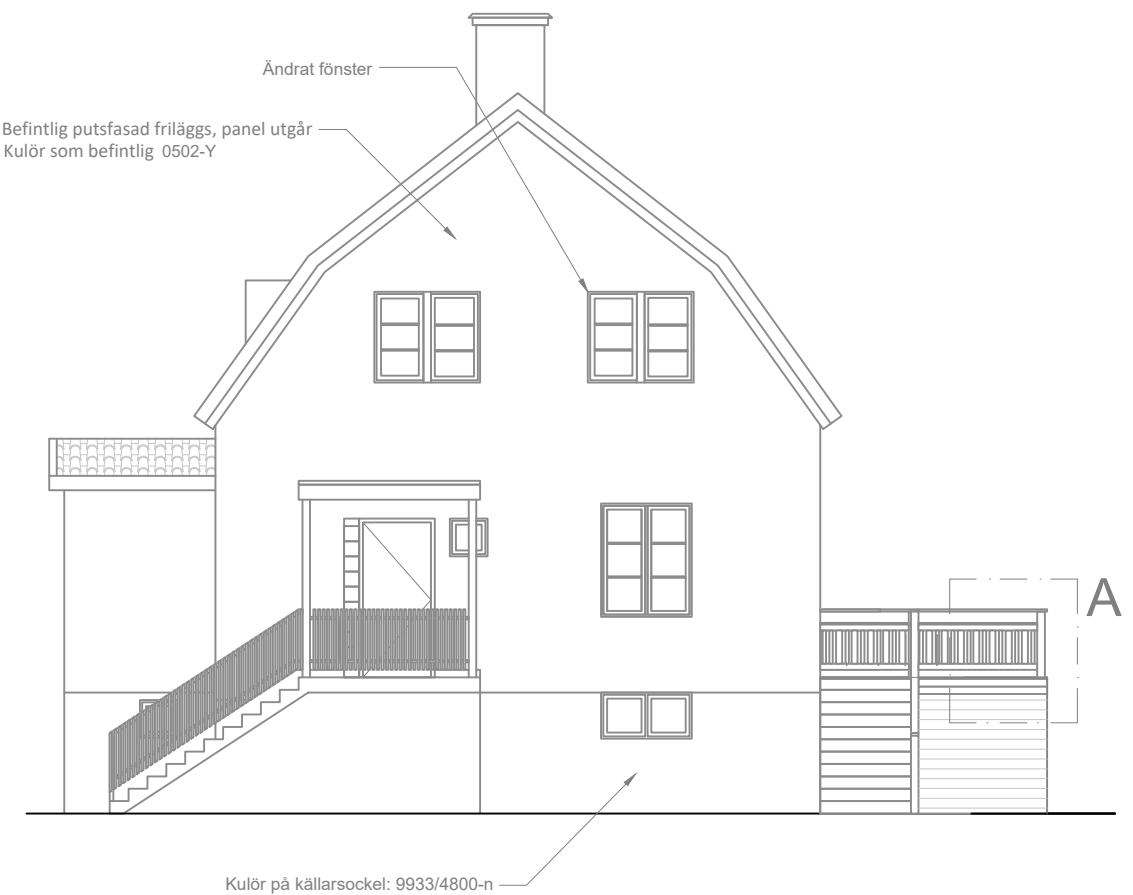 Ändrat fönster
Befintlig putsfasad friläggs, panel utgår
Kulör som befintlig 0502-Y
A
Kulör på källarsockel: 9933/4800-n